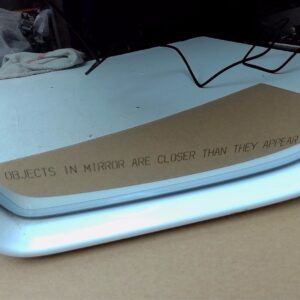 OBJECTS IN MIRROR ARE CLOSER THAN THEY APPEAR